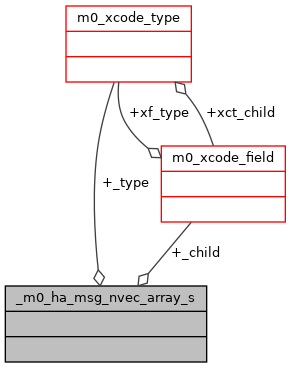 m0_xcode_type
+xf_type
+xct_child
m0_xcode_field
+_type
+_child
_m0_ha_msg_nvec_array_s